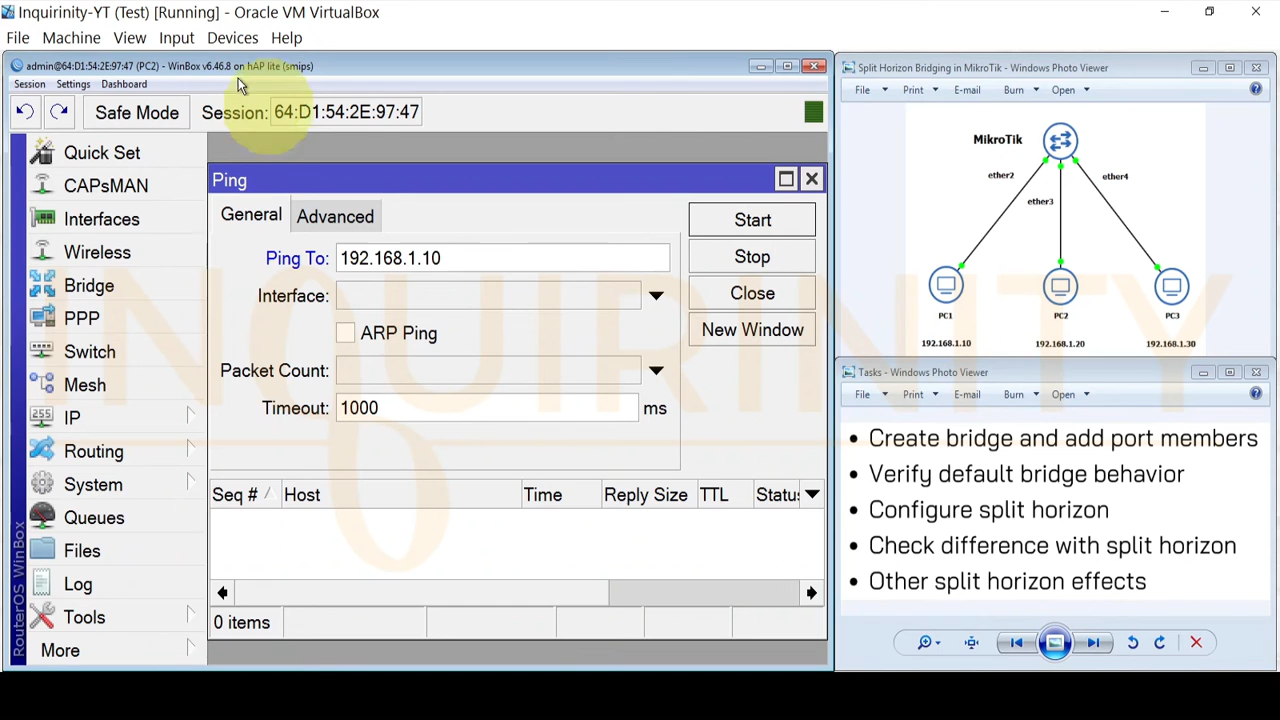 Inquirinity-YT (Test) [Running] - Oracle VM VirtualBox
File Machine View Input Devices Help
admin@64:D1:54:2E:97:47 (PC2) - WinBox v6.46.8 on hAP lite (smips)
Session Settings Dashboard
Safe Mode Session: 64:D1:54:2E:97:47
Quick Set
CAPsMAN
Interfaces
Wireless
Bridge
PPP
Switch
Mesh
255 IP
Routing
System
Queues
Files
Log
Tools
More
RouterOS WinBox
Ping
General Advanced
Ping To: 192.168.1.10
Interface:
ARP Ping
Packet Count:
Timeout: 1000 ms
Start
Stop
Close
New Window
Seq # Host Time Reply Size TTL Status
0 items
INQUIRINITY
Split Horizon Bridging in MikroTik - Windows Photo Viewer
File Print E-mail Burn Open
MikroTik
ether2 ether4
ether3
PC1 PC2 PC3
192.168.1.10 192.168.1.20 192.168.1.30
Tasks - Windows Photo Viewer
File Print E-mail Burn Open
• Create bridge and add port members
• Verify default bridge behavior
• Configure split horizon
• Check difference with split horizon
• Other split horizon effects